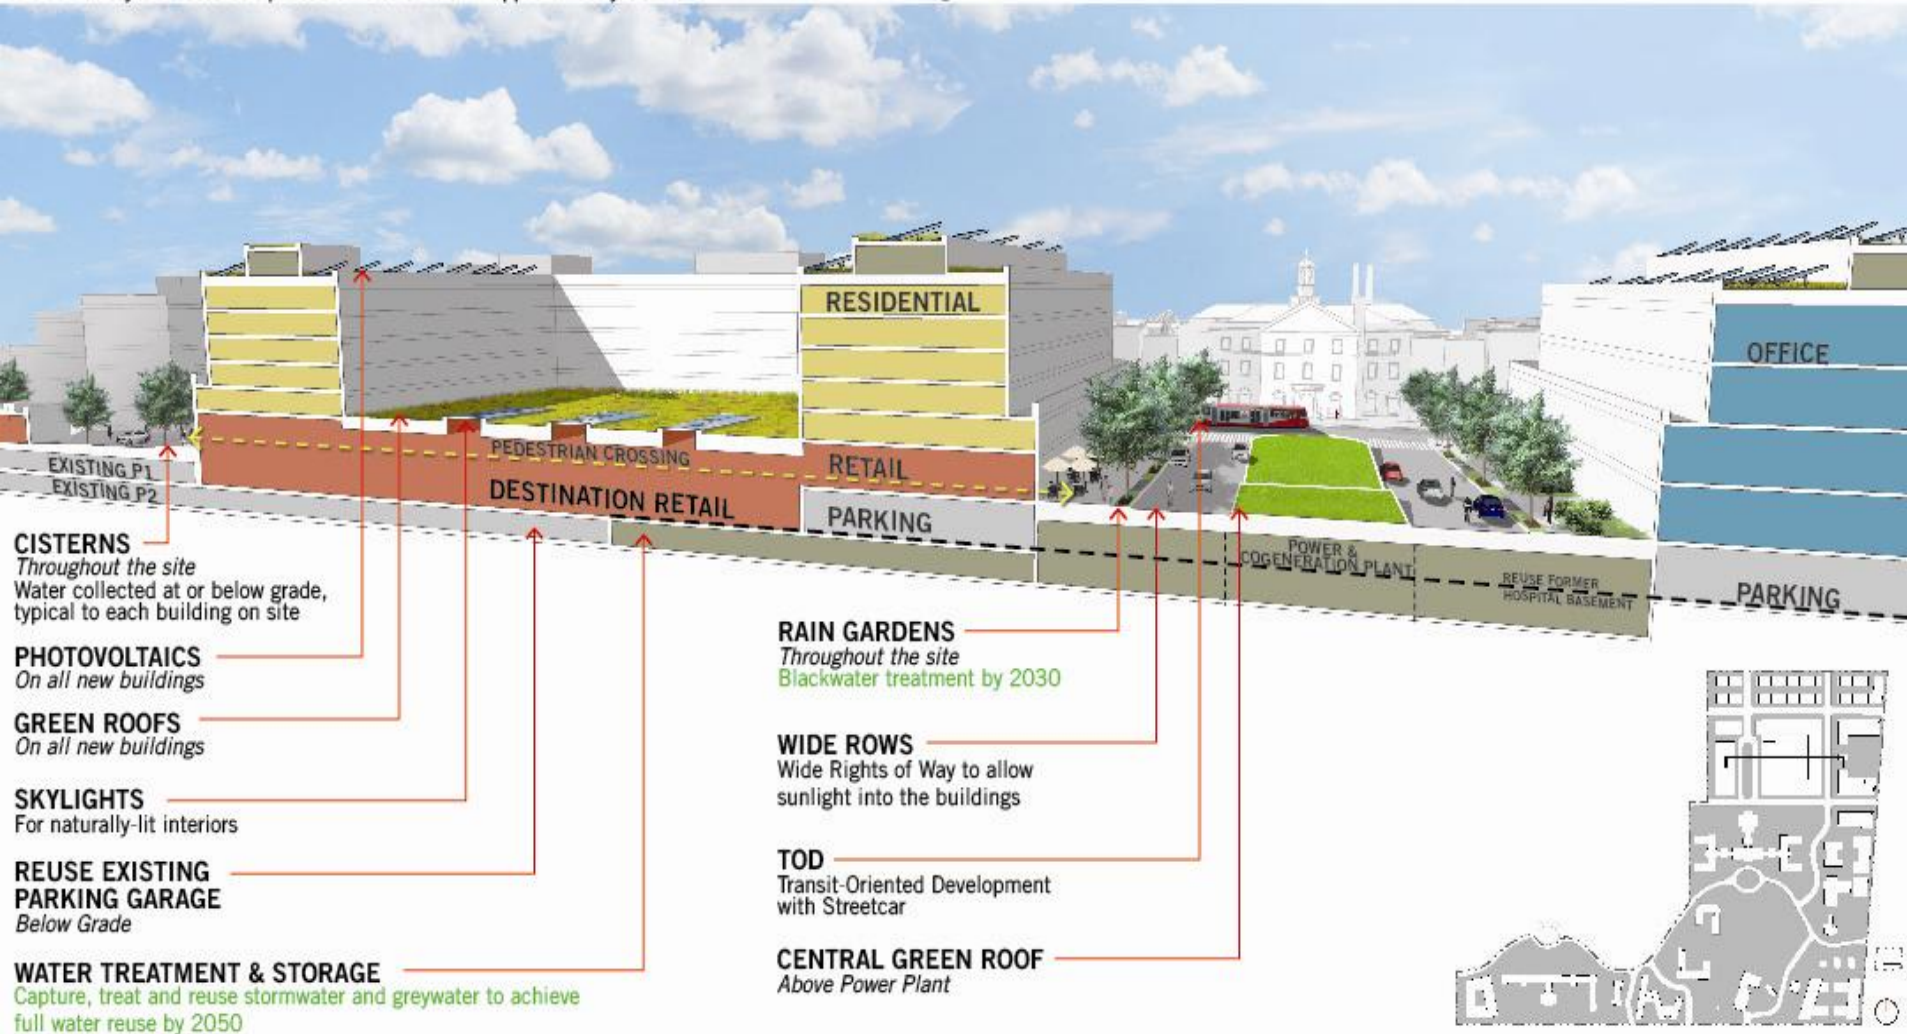 RESIDENTIAL
OFFICE
PEDESTRIAN CROSSING
RETAIL
EXISTING P1
EXISTING P2
DESTINATION RETAIL
PARKING
POWER &
COGENERATION PLANT
REUSE FORMER
HOSPITAL BASEMENT
PARKING
CISTERNS
Throughout the site
Water collected at or below grade,
typical to each building on site
PHOTOVOLTAICS
On all new buildings
GREEN ROOFS
On all new buildings
SKYLIGHTS
For naturally-lit interiors
REUSE EXISTING
PARKING GARAGE
Below Grade
WATER TREATMENT & STORAGE
Capture, treat and reuse stormwater and greywater to achieve
full water reuse by 2050
RAIN GARDENS
Throughout the site
Blackwater treatment by 2030
WIDE ROWS
Wide Rights of Way to allow
sunlight into the buildings
TOD
Transit-Oriented Development
with Streetcar
CENTRAL GREEN ROOF
Above Power Plant